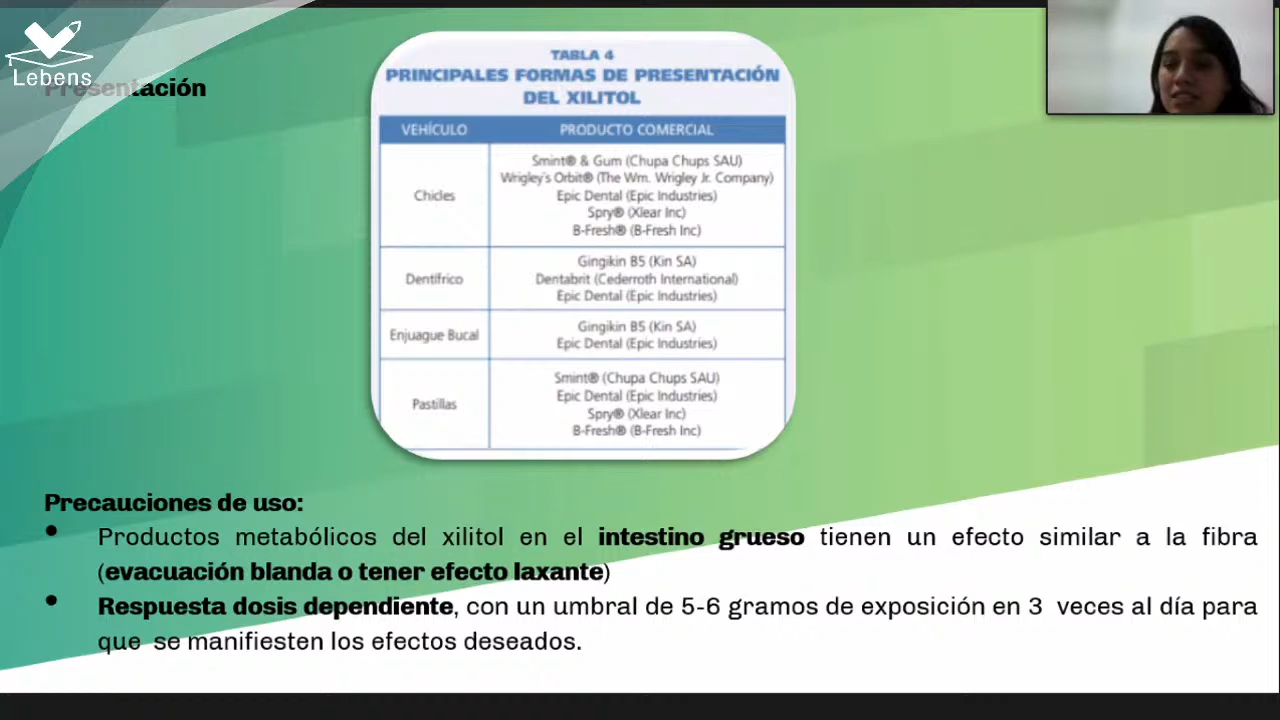 Lebens
Presentación
TABLA 4
PRINCIPALES FORMAS DE PRESENTACIÓN
DEL XILITOL
VEHÍCULO PRODUCTO COMERCIAL
Chicles
Smint® & Gum (Chupa Chups SAU)
Wrigley's Orbit® (The Wm. Wrigley Jr. Company)
Epic Dental (Epic Industries)
Spry® (Xlear Inc)
B-Fresh® (B-Fresh Inc)
Dentífrico
Gingikin B5 (Kin SA)
Dentabrit (Cederroth International)
Epic Dental (Epic Industries)
Enjuague Bucal
Gingikin B5 (Kin SA)
Epic Dental (Epic Industries)
Pastillas
Smint® (Chupa Chups SAU)
Epic Dental (Epic Industries)
Spry® (Xlear Inc)
B-Fresh® (B-Fresh Inc)
Precauciones de uso:
• Productos metabólicos del xilitol en el intestino grueso tienen un efecto similar a la fibra
(evacuación blanda o tener efecto laxante)
• Respuesta dosis dependiente, con un umbral de 5-6 gramos de exposición en 3 veces al día para
que se manifiesten los efectos deseados.